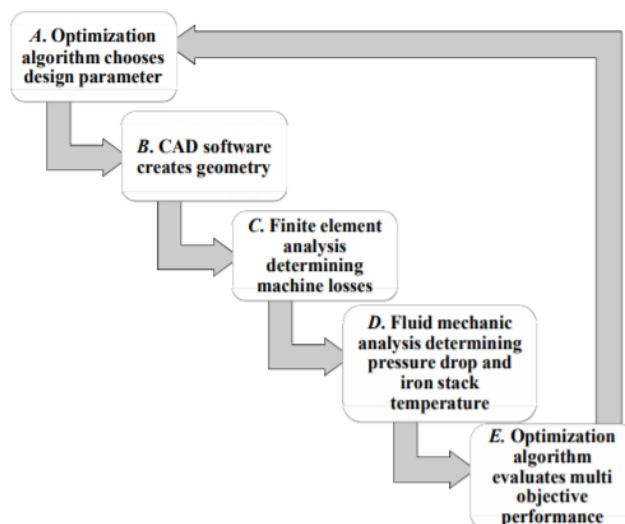 A. Optimization
algorithm chooses
design parameter
B. CAD software
creates geometry
C. Finite element
analysis
determining
machine losses
D. Fluid mechanic
analysis determining
pressure drop and
iron stack
temperature
E. Optimization
algorithm
evaluates multi
objective
performance